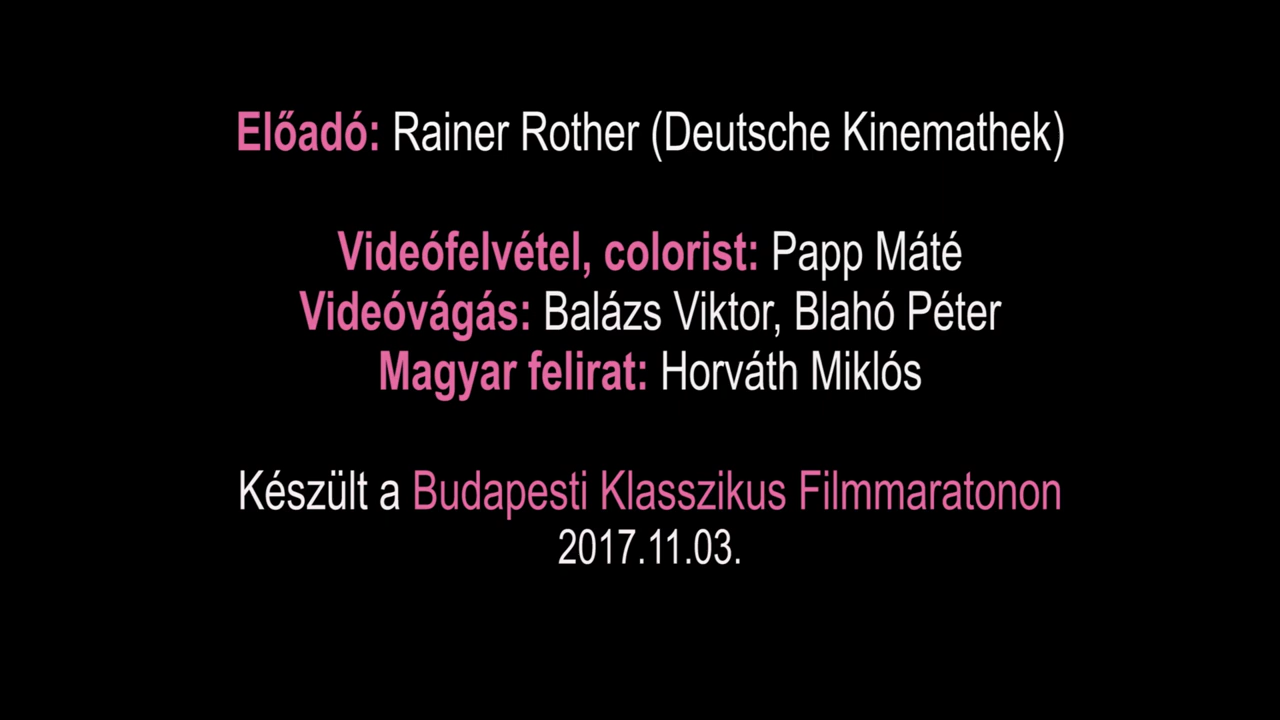 Előadó: Rainer Rother (Deutsche Kinemathek)
Videófelvétel, colorist: Papp Máté
Videóvágás: Balázs Viktor, Blahó Péter
Magyar felirat: Horváth Miklós
Készült a Budapesti Klasszikus Filmmaratonon
2017.11.03.